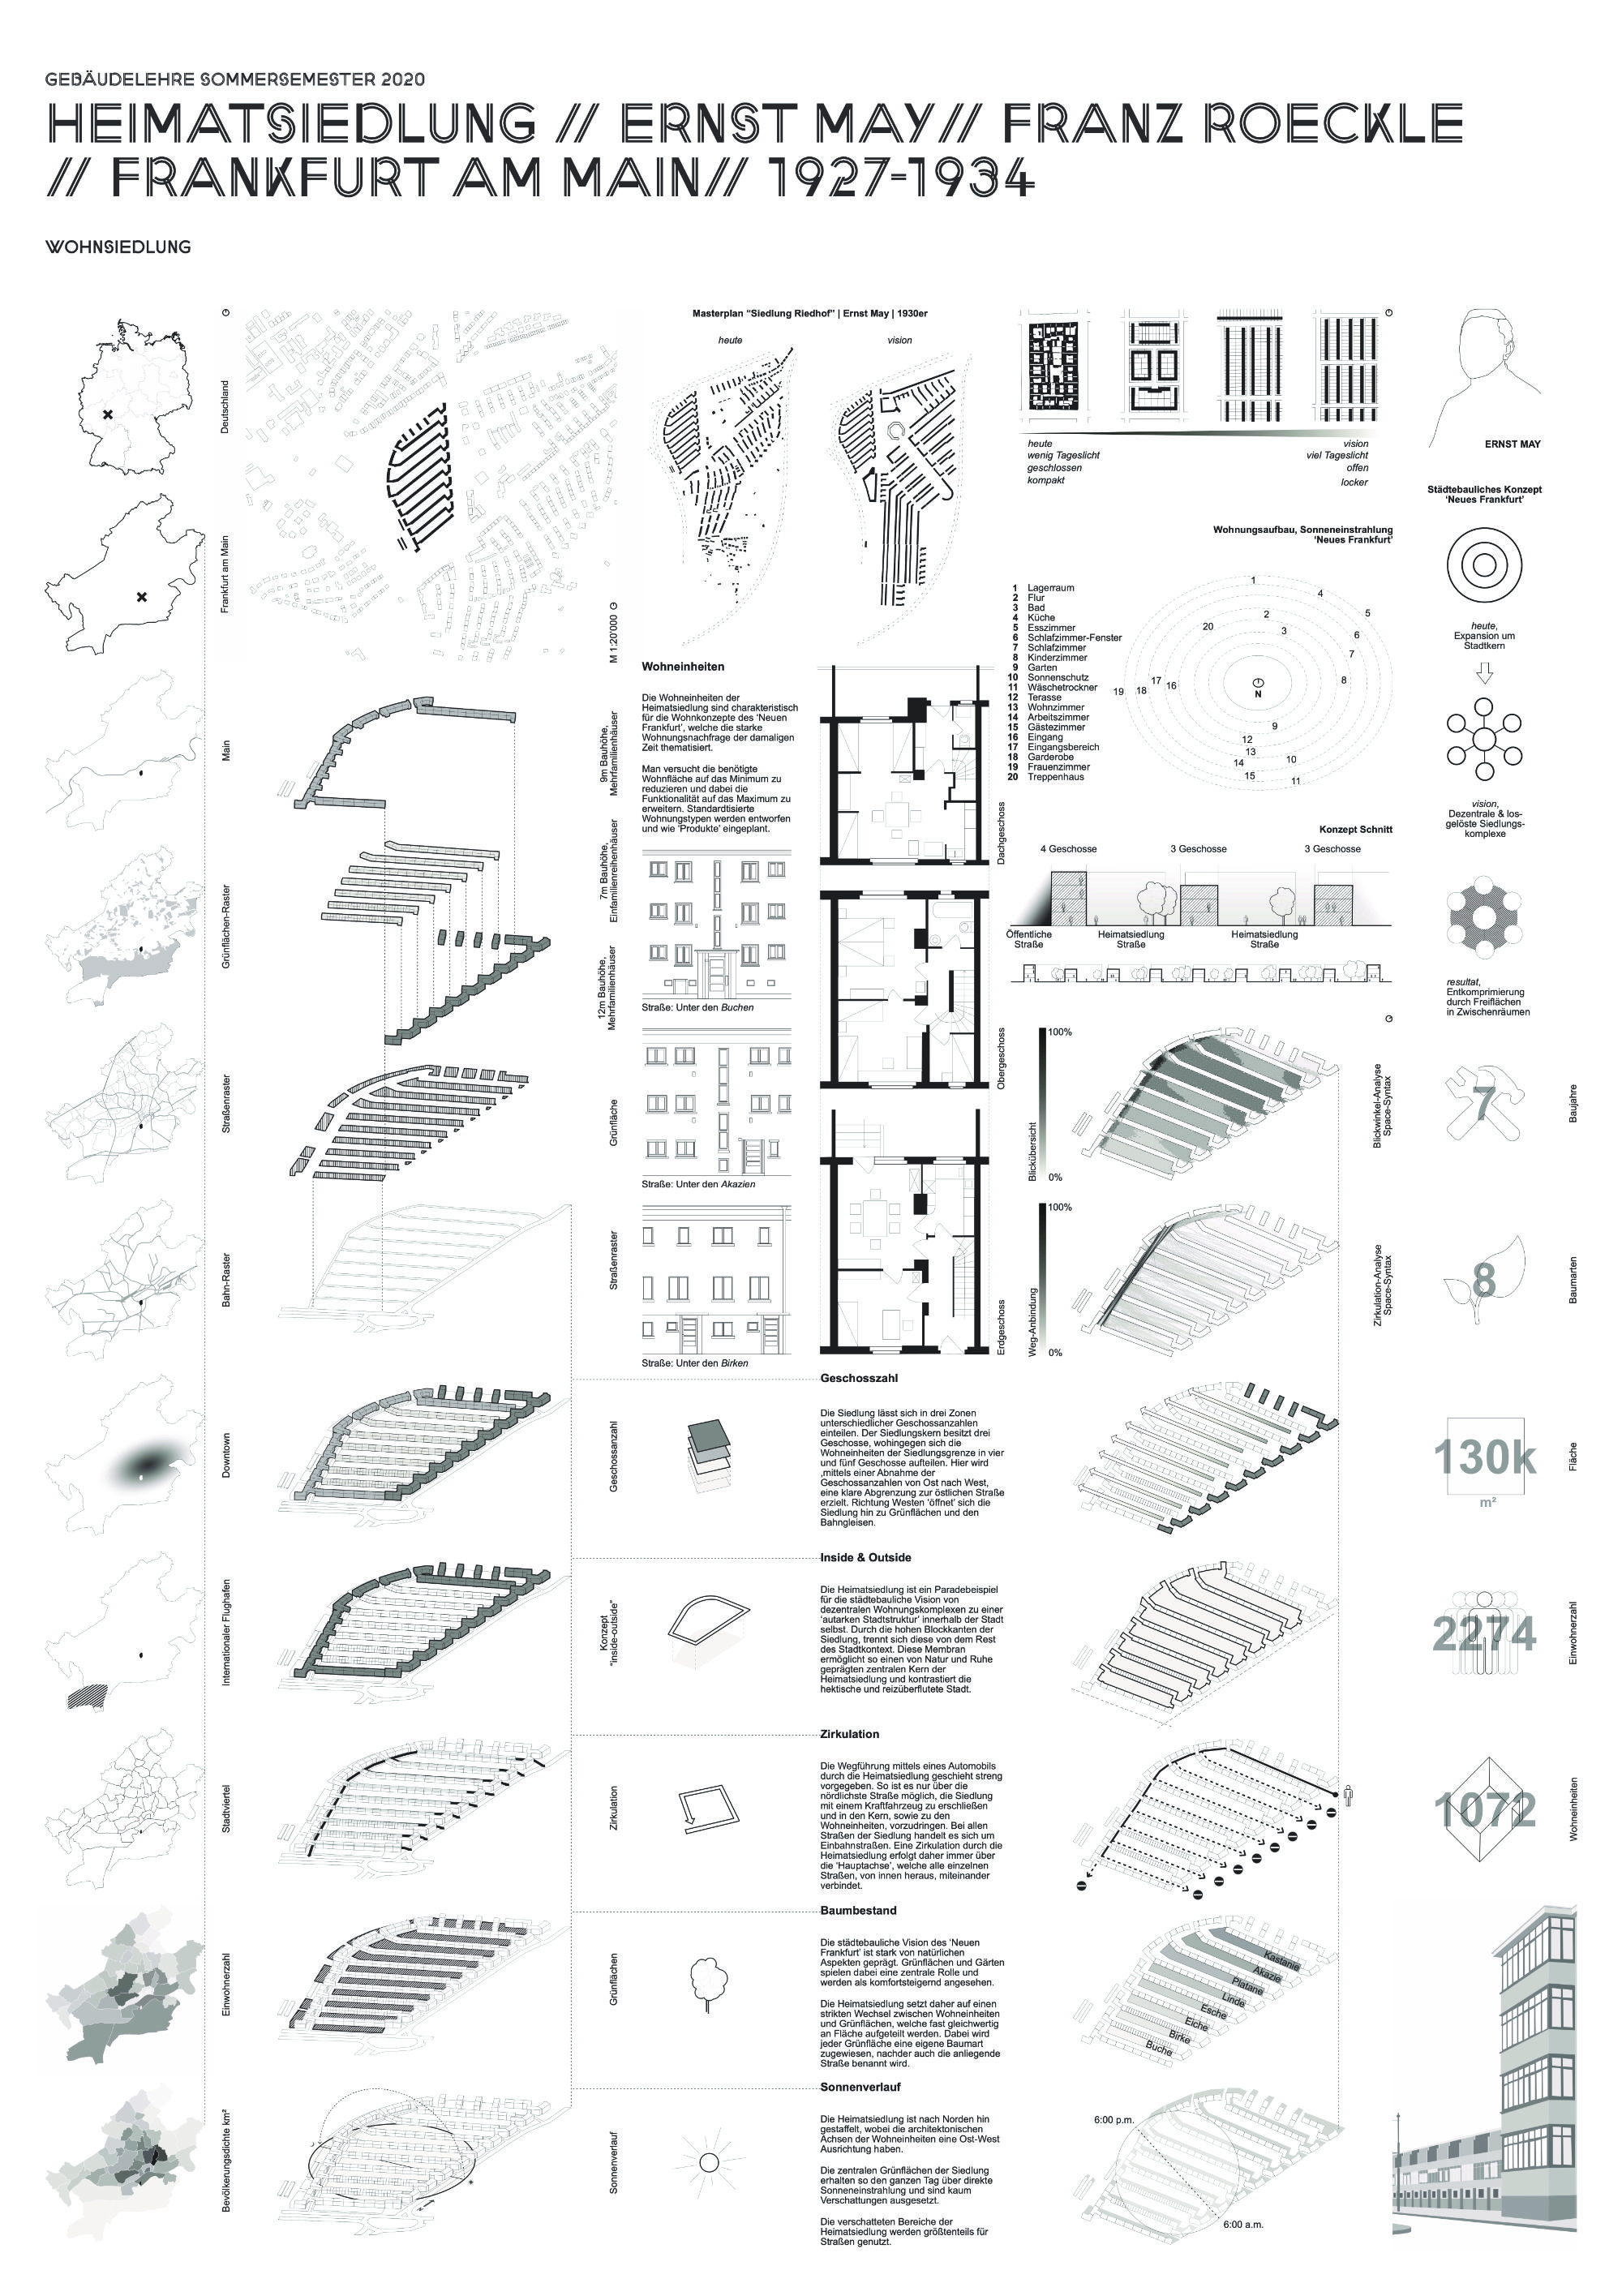 GEBÄUDELEHRE SOMMERSEMESTER 2020
HEIMATSIEDLUNG // ERNST MAY// FRANZ ROECKLE
// FRANKFURT AM MAIN// 1927-1934
WOHNSIEDLUNG
Deutschland
Frankfurt am Main
Main
Grünflächen-Raster
Straßenraster
Bahn-Raster
Downtown
Internationaler Flughafen
Stadtviertel
Einwohnerzahl
Bevölkerungsdichte km²
M 1:20'000
9m Bauhöhe,
Mehrfamilienhäuser
7m Bauhöhe,
Einfamilienreihenhäuser
12m Bauhöhe,
Mehrfamilienhäuser
Grünfläche
Straßenraster
Geschossanzahl
Konzept
"inside-outside"
Zirkulation
Grünflächen
Sonnenverlauf
Masterplan "Siedlung Riedhof" | Ernst May | 1930er
heute
vision
Wohneinheiten
Die Wohneinheiten der
Heimatsiedlung sind charakteristisch
für die Wohnkonzepte des 'Neuen
Frankfurt', welche die starke
Wohnungsnachfrage der damaligen
Zeit thematisiert.
Man versucht die benötigte
Wohnfläche auf das Minimum zu
reduzieren und dabei die
Funktionalität auf das Maximum zu
erweitern. Standardtisierte
Wohnungstypen werden entworfen
und wie 'Produkte' eingeplant.
Straße: Unter den Buchen
Straße: Unter den Akazien
Straße: Unter den Birken
Dachgeschoss
Obergeschoss
Erdgeschoss
Geschosszahl
Die Siedlung lässt sich in drei Zonen
unterschiedlicher Geschossanzahlen
einteilen. Der Siedlungskern besitzt drei
Geschosse, wohingegen sich die
Wohneinheiten der Siedlungsgrenze in vier
und fünf Geschosse aufteilen. Hier wird
,mittels einer Abnahme der
Geschossanzahlen von Ost nach West,
eine klare Abgrenzung zur östlichen Straße
erzielt. Richtung Westen 'öffnet' sich die
Siedlung hin zu Grünflächen und den
Bahngleisen.
Inside & Outside
Die Heimatsiedlung ist ein Paradebeispiel
für die städtebauliche Vision von
dezentralen Wohnungskomplexen zu einer
'autarken Stadtstruktur' innerhalb der Stadt
selbst. Durch die hohen Blockkanten der
Siedlung, trennt sich diese von dem Rest
des Stadtkontext. Diese Membran
ermöglicht so einen von Natur und Ruhe
geprägten zentralen Kern der
Heimatsiedlung und kontrastiert die
hektische und reizüberflutete Stadt.
Zirkulation
Die Wegführung mittels eines Automobils
durch die Heimatsiedlung geschieht streng
vorgegeben. So ist es nur über die
nördlichste Straße möglich, die Siedlung
mit einem Kraftfahrzeug zu erschließen
und in den Kern, sowie zu den
Wohneinheiten, vorzudringen. Bei allen
Straßen der Siedlung handelt es sich um
Einbahnstraßen. Eine Zirkulation durch die
Heimatsiedlung erfolgt daher immer über
die 'Hauptachse', welche alle einzelnen
Straßen, von innen heraus, miteinander
verbindet.
Baumbestand
Die städtebauliche Vision des 'Neuen
Frankfurt' ist stark von natürlichen
Aspekten geprägt. Grünflächen und Gärten
spielen dabei eine zentrale Rolle und
werden als komfortsteigernd angesehen.
Die Heimatsiedlung setzt daher auf einen
strikten Wechsel zwischen Wohneinheiten
und Grünflächen, welche fast gleichwertig
an Fläche aufgeteilt werden. Dabei wird
jeder Grünfläche eine eigene Baumart
zugewiesen, nachder auch die anliegende
Straße benannt wird.
Sonnenverlauf
Die Heimatsiedlung ist nach Norden hin
gestaffelt, wobei die architektonischen
Achsen der Wohneinheiten eine Ost-West
Ausrichtung haben.
Die zentralen Grünflächen der Siedlung
erhalten so den ganzen Tag über direkte
Sonneneinstrahlung und sind kaum
Verschattungen ausgesetzt.
Die verschatteten Bereiche der
Heimatsiedlung werden größtenteils für
Straßen genutzt.
heute
wenig Tageslicht
geschlossen
kompakt
vision
viel Tageslicht
offen
locker
Wohnungsaufbau, Sonneneinstrahlung
'Neues Frankfurt'
1 Lagerraum
2 Flur
3 Bad
4 Küche
5 Esszimmer
6 Schlafzimmer-Fenster
7 Schlafzimmer
8 Kinderzimmer
9 Garten
10 Sonnenschutz
11 Wäschetrockner
12 Terasse
13 Wohnzimmer
14 Arbeitszimmer
15 Gästezimmer
16 Eingang
17 Eingangsbereich
18 Garderobe
19 Frauenzimmer
20 Treppenhaus
1
4
5
2
20
3
6
7
17
16
8
19
18
N
9
12
13
14
10
15
11
Konzept Schnitt
4 Geschosse
3 Geschosse
3 Geschosse
Öffentliche
Straße
Heimatsiedlung
Straße
Heimatsiedlung
Straße
100%
Blickübersicht
0%
Blickwinkel-Analyse
Space-Syntax
100%
Weg-Anbindung
0%
Zirkulation-Analyse
Space-Syntax
Kastanie
Akazie
Platane
Linde
Esche
Eiche
Birke
Buche
6:00 p.m.
6:00 a.m.
ERNST MAY
Städtebauliches Konzept
'Neues Frankfurt'
heute,
Expansion um
Stadtkern
vision,
Dezentrale & los-
gelöste Siedlungs-
komplexe
resultat,
Entkomprimierung
durch Freiflächen
in Zwischenräumen
7
Baujahre
8
Baumarten
130k
m²
Fläche
2274
Einwohnerzahl
1072
Wohneinheiten